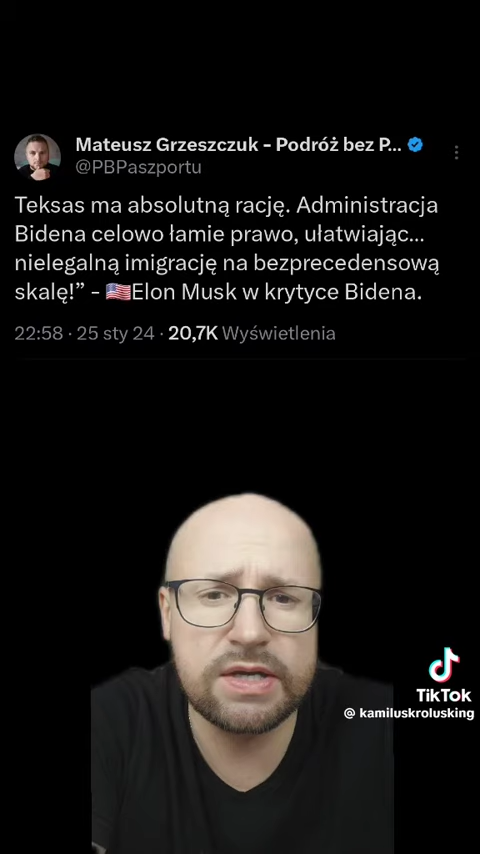 Mateusz Grzeszczuk - Podróż bez P...
@PBPaszportu
Teksas ma absolutną rację. Administracja
Bidena celowo łamie prawo, ułatwiając...
nielegalną imigrację na bezprecedensową
skalę!” - 🇺🇸Elon Musk w krytyce Bidena.
22:58 · 25 sty 24 · 20,7K Wyświetlenia
TikTok
@ kamiluskrolusking